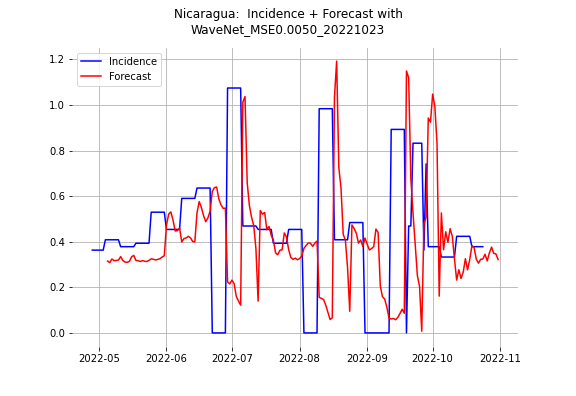 Nicaragua:  Incidence + Forecast with
WaveNet_MSE0.0050_20221023
Incidence
Forecast
1.2
1.0
0.8
0.6
0.4
0.2
0.0
2022-05 2022-06 2022-07 2022-08 2022-09 2022-10 2022-11